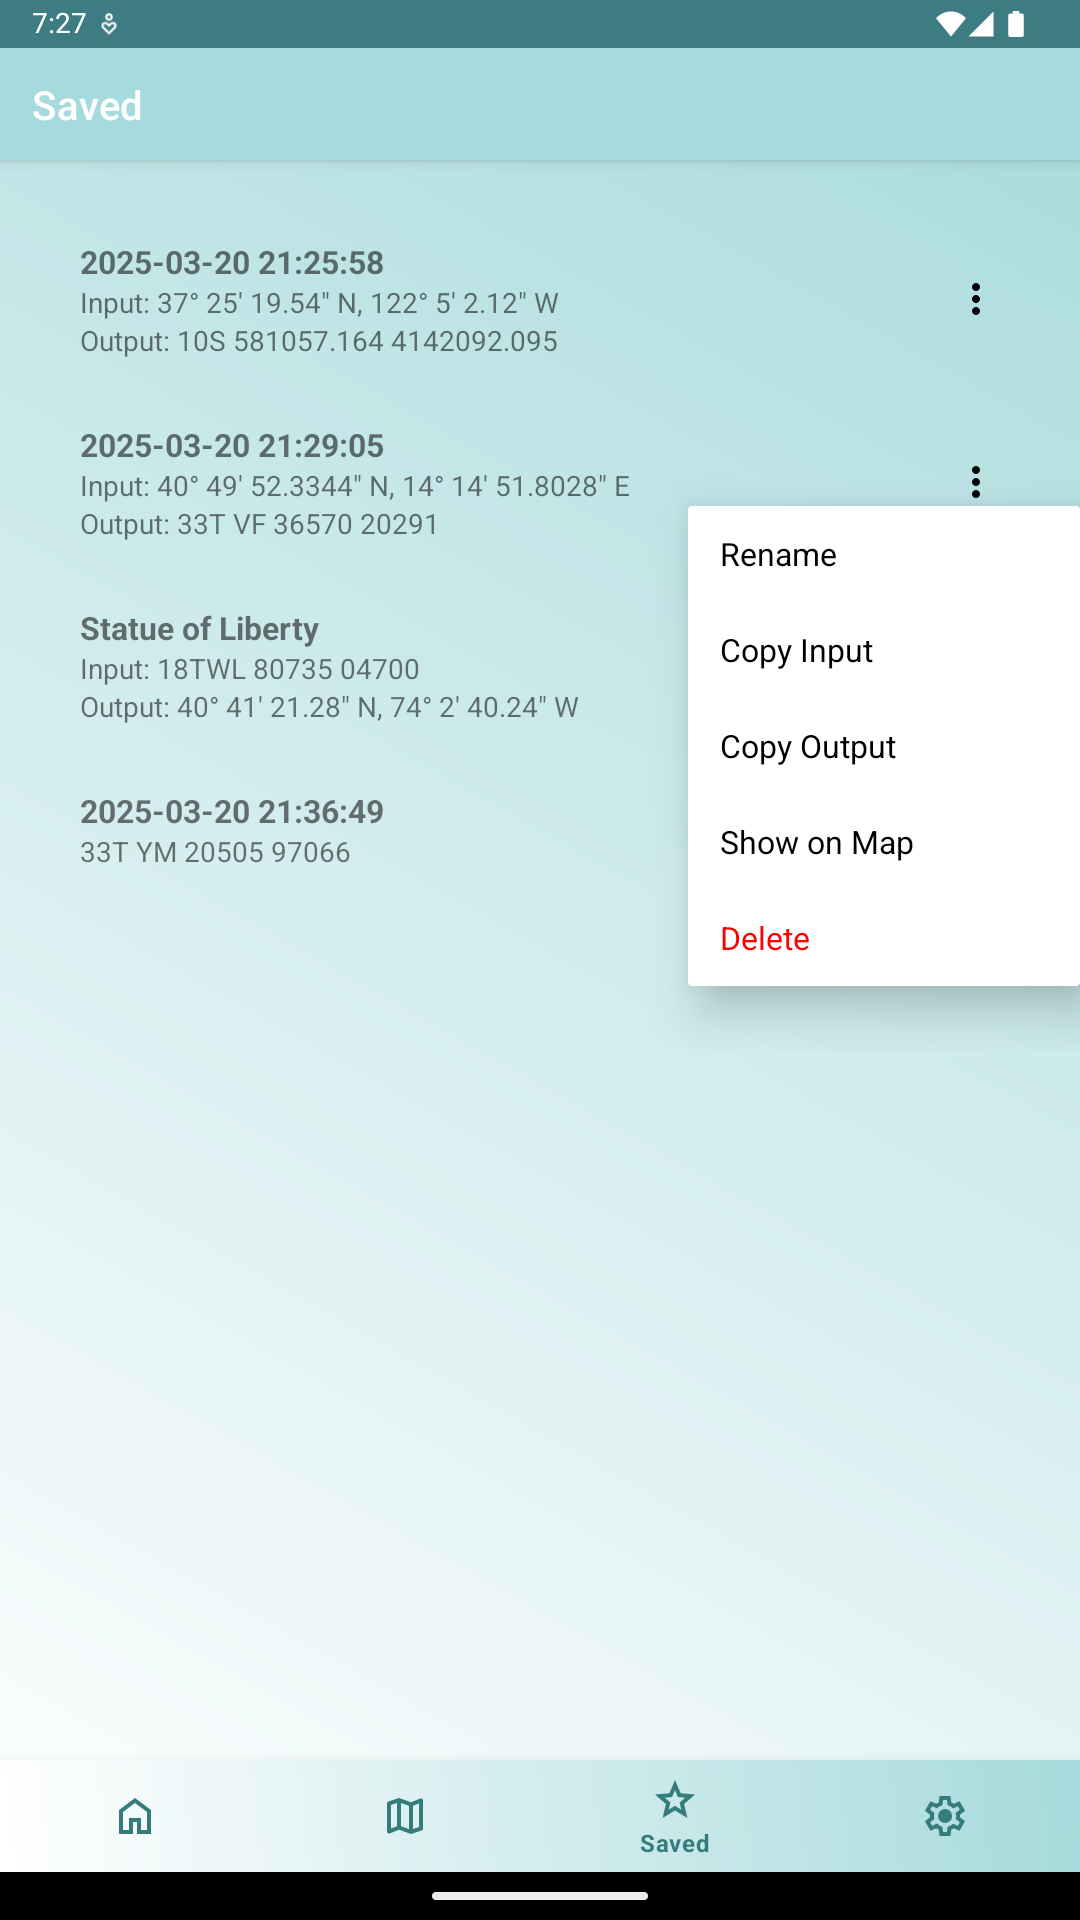 7:27
Saved
2025-03-20 21:25:58
Input: 37° 25' 19.54" N, 122° 5' 2.12" W
Output: 10S 581057.164 4142092.095
2025-03-20 21:29:05
Input: 40° 49' 52.3344" N, 14° 14' 51.8028" E
Output: 33T VF 36570 20291
Statue of Liberty
Input: 18TWL 80735 04700
Output: 40° 41' 21.28" N, 74° 2' 40.24" W
2025-03-20 21:36:49
33T YM 20505 97066
Rename
Copy Input
Copy Output
Show on Map
Delete
Saved